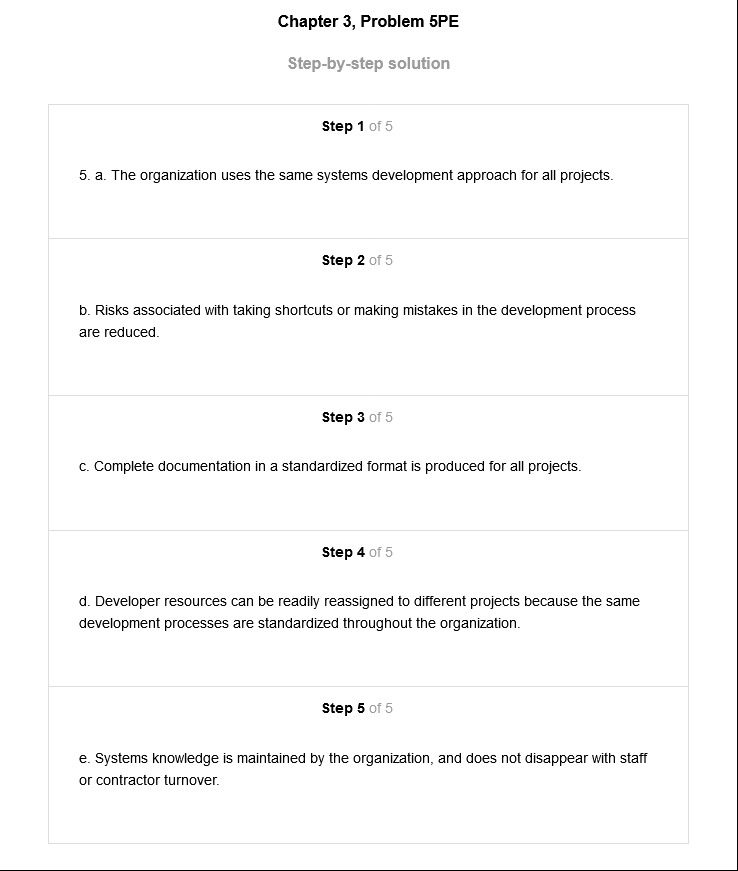 Chapter 3, Problem 5PE
Step-by-step solution
Step 1 of 5
5. a. The organization uses the same systems development approach for all projects.
Step 2 of 5
b. Risks associated with taking shortcuts or making mistakes in the development process
are reduced.
Step 3 of 5
c. Complete documentation in a standardized format is produced for all projects.
Step 4 of 5
d. Developer resources can be readily reassigned to different projects because the same
development processes are standardized throughout the organization.
Step 5 of 5
e. Systems knowledge is maintained by the organization, and does not disappear with staff
or contractor turnover.